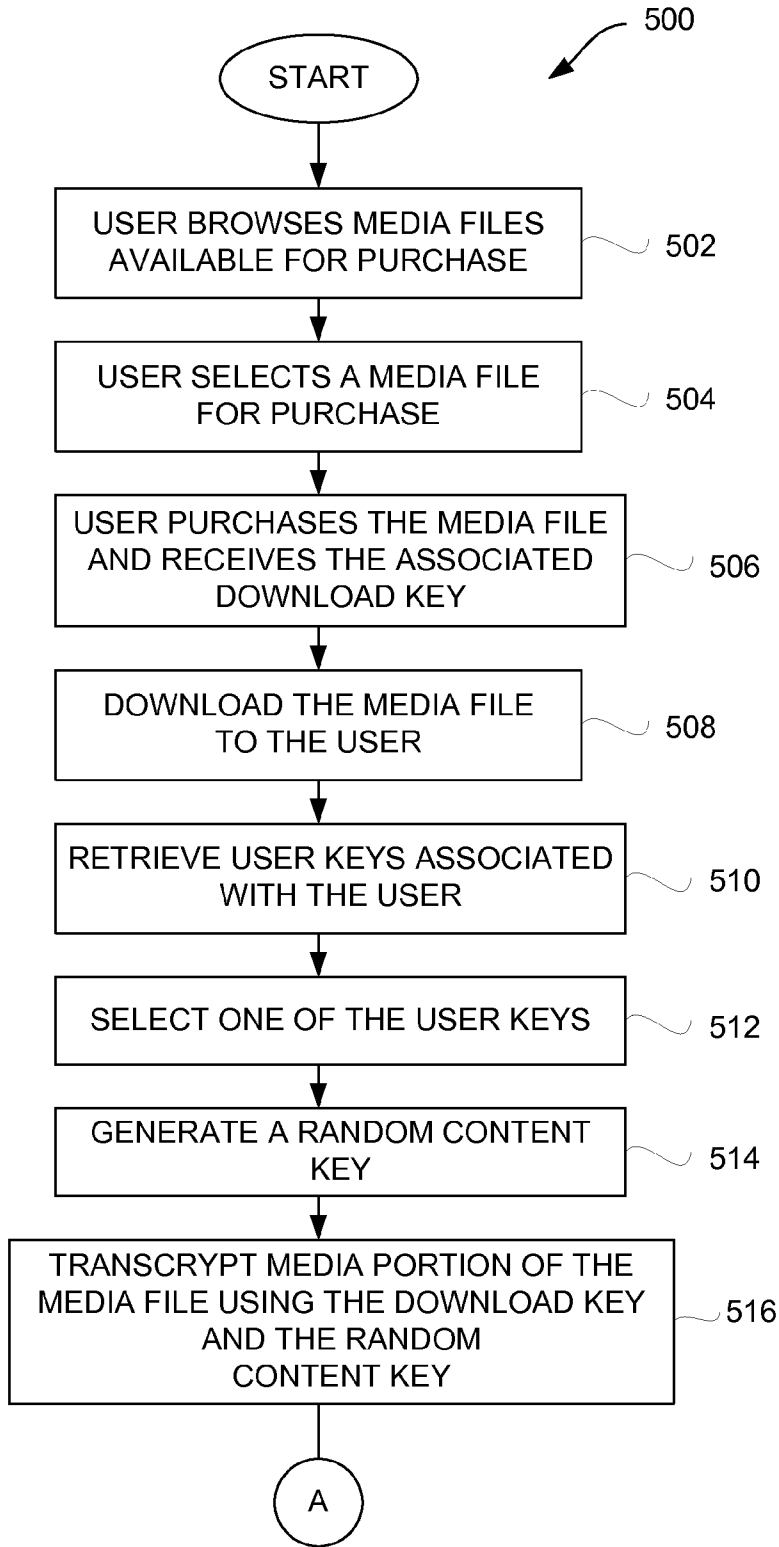 500
START
USER BROWSES MEDIA FILES
AVAILABLE FOR PURCHASE
502
USER SELECTS A MEDIA FILE
FOR PURCHASE
504
USER PURCHASES THE MEDIA FILE
AND RECEIVES THE ASSOCIATED
DOWNLOAD KEY
506
DOWNLOAD THE MEDIA FILE
TO THE USER
508
RETRIEVE USER KEYS ASSOCIATED
WITH THE USER
510
SELECT ONE OF THE USER KEYS
512
GENERATE A RANDOM CONTENT
KEY
514
TRANSCRYPT MEDIA PORTION OF THE
MEDIA FILE USING THE DOWNLOAD KEY
AND THE RANDOM
CONTENT KEY
516
A